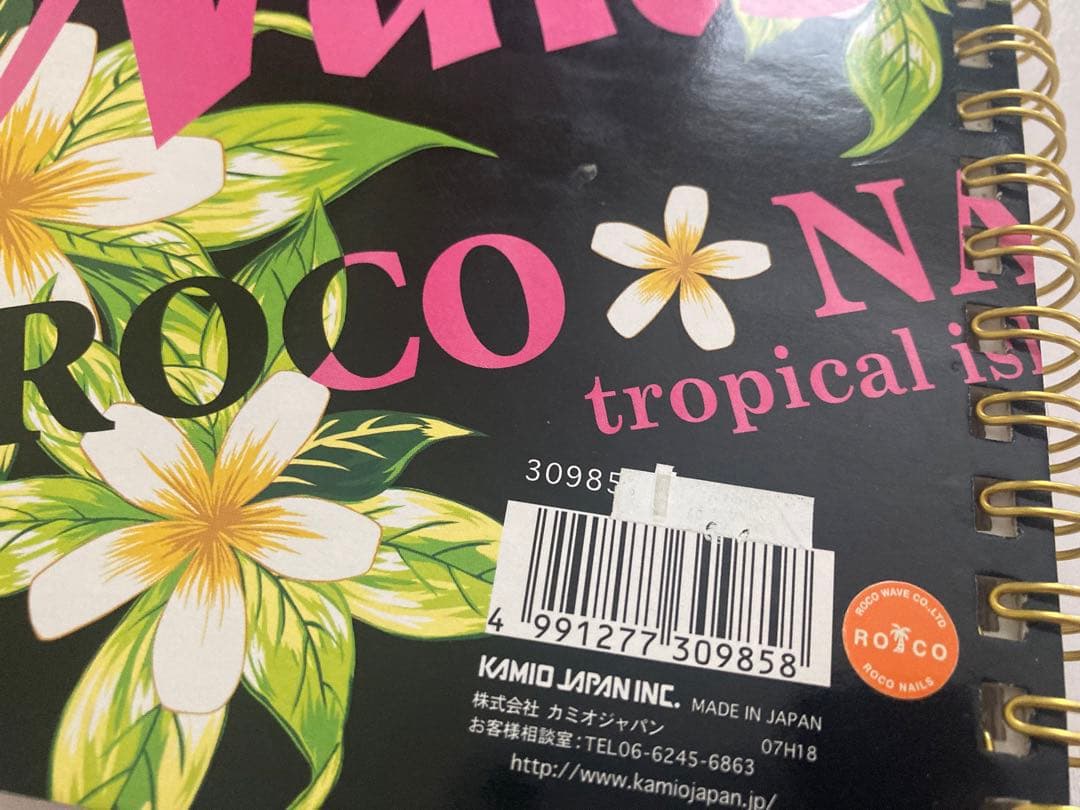 ROCO NA
tropical isl
30985
4 991277 309858
KAMIO JAPAN INC.
MADE IN JAPAN
株式会社 カミオジャパン
07H18
お客様相談室:TEL06-6245-6863
http://www.kamiojapan.jp/
ROCO WAVE CO.,LTD
ROCO
ROCO NAILS